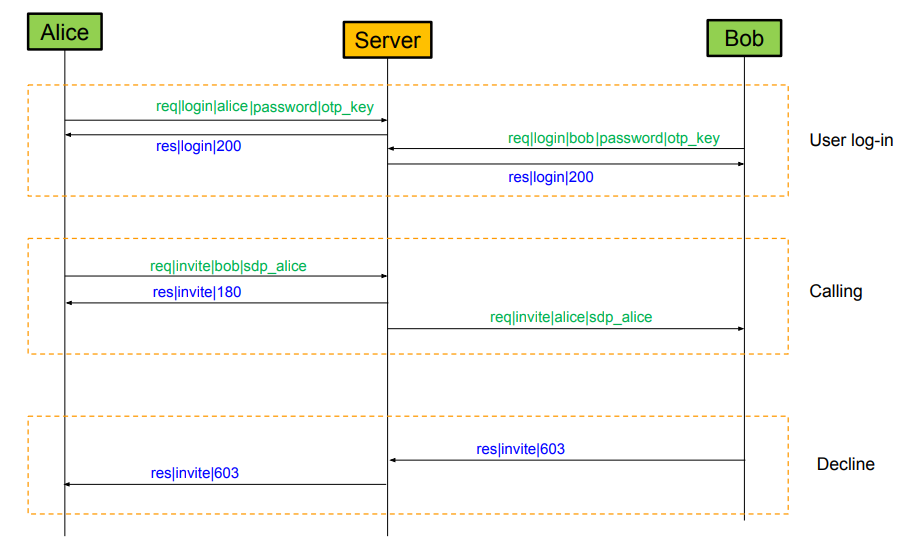 Alice
Server
Bob
req|login|alice|password|otp_key
res|login|200
req|login|bob|password|otp_key
res|login|200
User log-in
req|invite|bob|sdp_alice
res|invite|180
req|invite|alice|sdp_alice
Calling
res|invite|603
res|invite|603
Decline